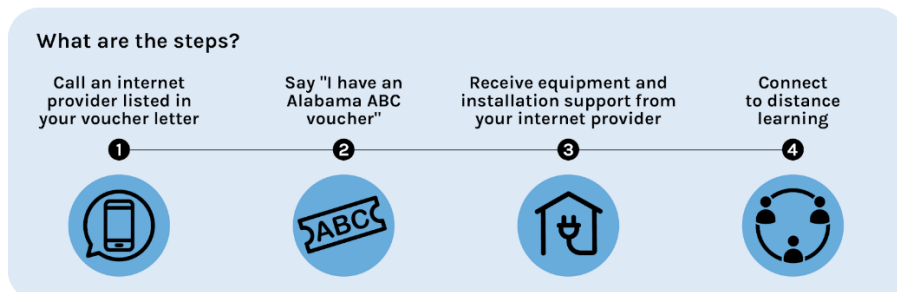 What are the steps?
Call an internet
provider listed in
your voucher letter
Say "I have an
Alabama ABC
voucher"
Receive equipment and
installation support from
your internet provider
Connect
to distance
learning
1
2
3
4
ABC